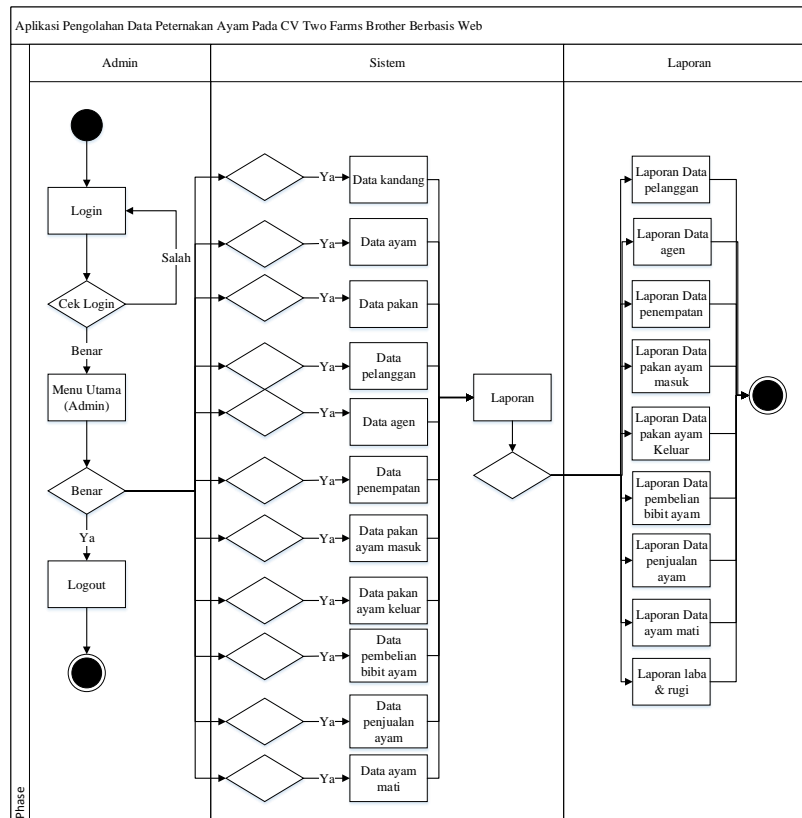 Aplikasi Pengolahan Data Peternakan Ayam Pada CV Two Farms Brother Berbasis Web
Phase
Admin
Sistem
Laporan
Login
Salah
Cek Login
Benar
Menu Utama
(Admin)
Benar
Ya
Logout
Ya
Data kandang
Ya
Data ayam
Ya
Data pakan
Ya
Data
pelanggan
Ya
Data agen
Ya
Data
penempatan
Ya
Data pakan
ayam masuk
Ya
Data pakan
ayam keluar
Ya
Data
pembelian
bibit ayam
Ya
Data
penjualan
ayam
Ya
Data ayam
mati
Laporan
Laporan Data
pelanggan
Laporan Data
agen
Laporan Data
penempatan
Laporan Data
pakan ayam
masuk
Laporan Data
pakan ayam
Keluar
Laporan Data
pembelian
bibit ayam
Laporan Data
penjualan
ayam
Laporan Data
ayam mati
Laporan laba
& rugi